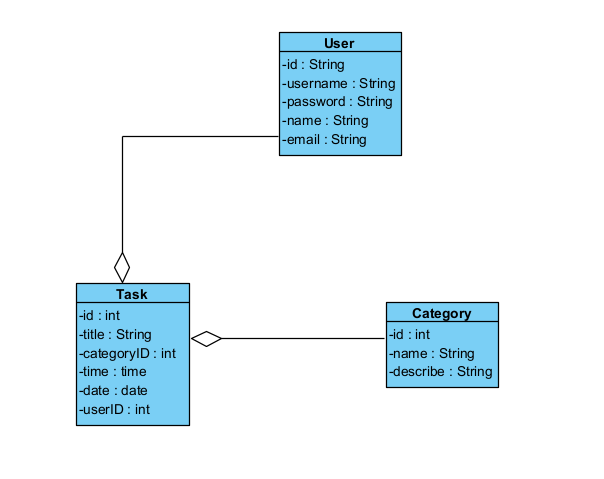 User
-id : String
-username : String
-password : String
-name : String
-email : String
Task
-id : int
-title : String
-categoryID : int
-time : time
-date : date
-userID : int
Category
-id : int
-name : String
-describe : String